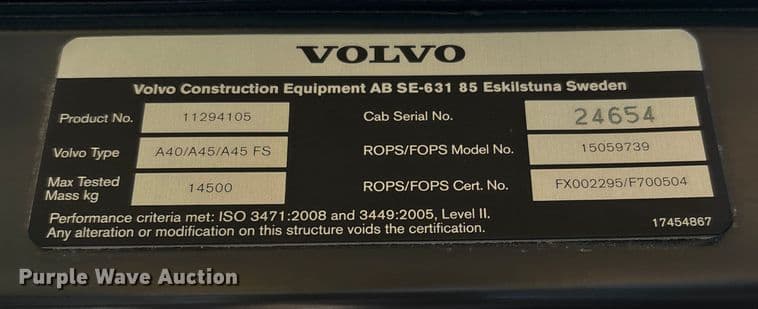 VOLVO
Volvo Construction Equipment AB SE-631 85 Eskilstuna Sweden
Product No. 11294105 Cab Serial No. 24654
Volvo Type A40/A45/A45 FS ROPS/FOPS Model No. 15059739
Max Tested Mass kg 14500 ROPS/FOPS Cert. No. FX002295/F700504
Performance criteria met: ISO 3471:2008 and 3449:2005, Level II.
Any alteration or modification on this structure voids the certification. 17454867
Purple Wave Auction